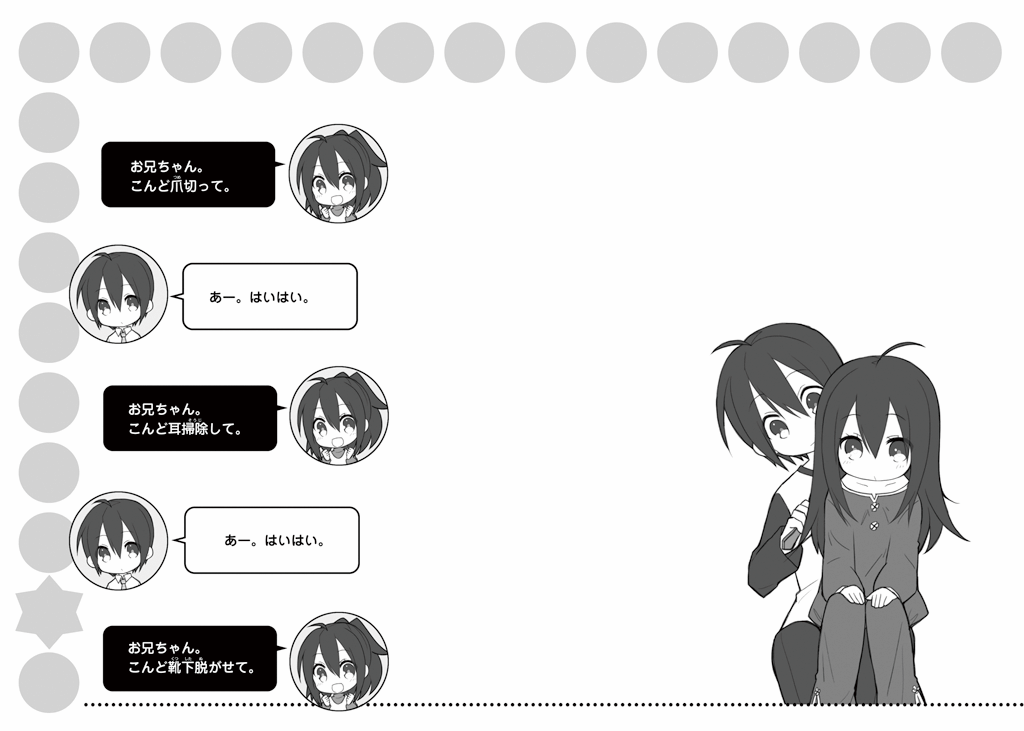 お兄ちゃん。
こんど爪切って。
あー。はいはい。
お兄ちゃん。
こんど耳掃除して。
あー。はいはい。
お兄ちゃん。
こんど靴下脱がせて。